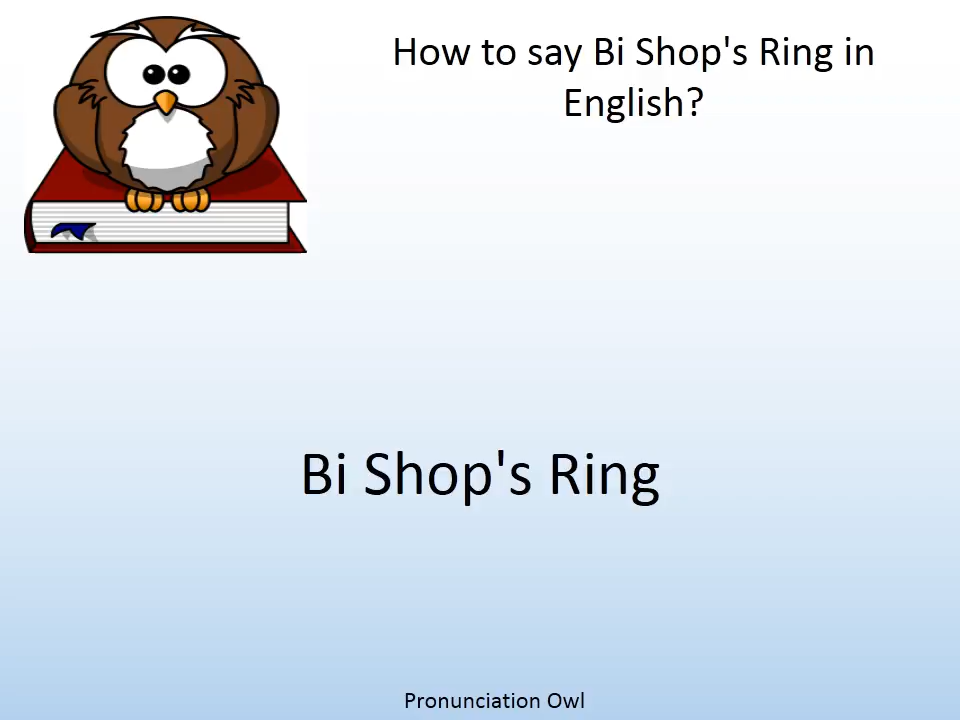 How to say Bi Shop's Ring in
English?
Bi Shop's Ring
Pronunciation Owl